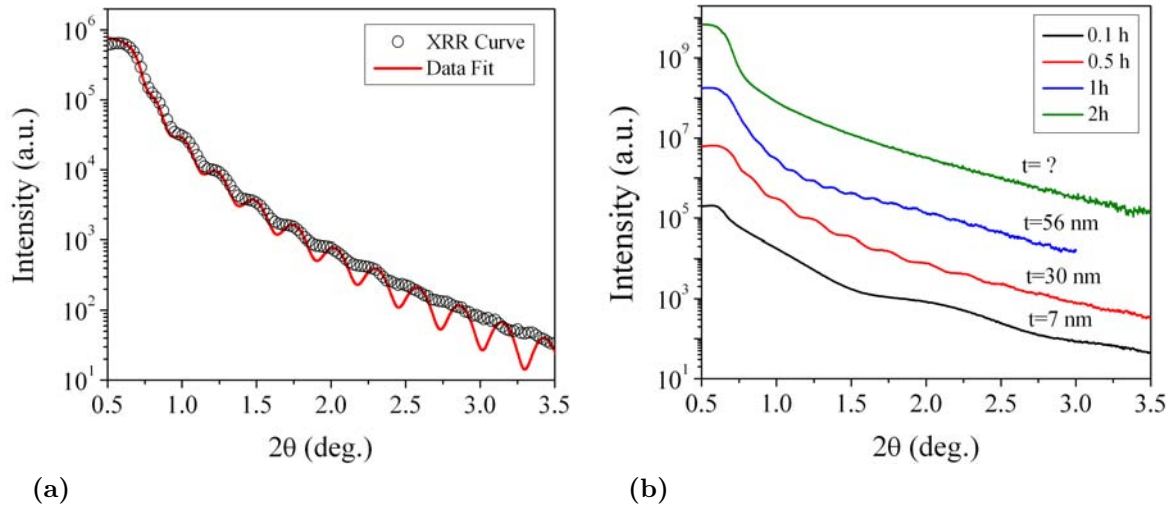 10^6
10^5
10^4
10^3
10^2
10^1
Intensity (a.u.)
XRR Curve
Data Fit
0.5 1.0 1.5 2.0 2.5 3.0 3.5
2θ (deg.)
(a)
10^9
10^7
10^5
10^3
10^1
Intensity (a.u.)
0.1 h
0.5 h
1h
2h
t= ?
t=56 nm
t=30 nm
t=7 nm
0.5 1.0 1.5 2.0 2.5 3.0 3.5
2θ (deg.)
(b)